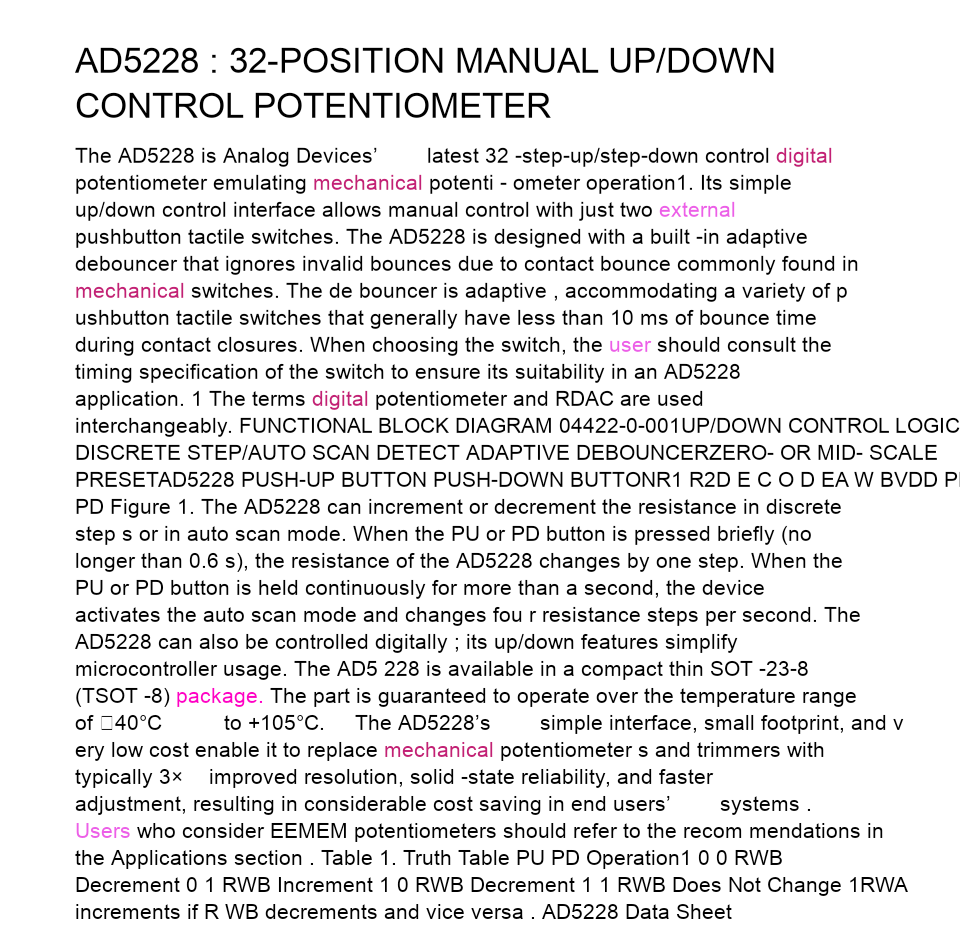 AD5228 : 32-POSITION MANUAL UP/DOWN
CONTROL POTENTIOMETER
The AD5228 is Analog Devices’ latest 32 -step-up/step-down control digital
potentiometer emulating mechanical potenti - ometer operation1. Its simple
up/down control interface allows manual control with just two external
pushbutton tactile switches. The AD5228 is designed with a built -in adaptive
debouncer that ignores invalid bounces due to contact bounce commonly found in
mechanical switches. The de bouncer is adaptive , accommodating a variety of p
ushbutton tactile switches that generally have less than 10 ms of bounce time
during contact closures. When choosing the switch, the user should consult the
timing specification of the switch to ensure its suitability in an AD5228
application. 1 The terms digital potentiometer and RDAC are used
interchangeably. FUNCTIONAL BLOCK DIAGRAM 04422-0-001UP/DOWN CONTROL LOGIC
DISCRETE STEP/AUTO SCAN DETECT ADAPTIVE DEBOUNCERZERO- OR MID- SCALE
PRESETAD5228 PUSH-UP BUTTON PUSH-DOWN BUTTONR1 R2D E C O D EA W BVDD
PD Figure 1. The AD5228 can increment or decrement the resistance in discrete
step s or in auto scan mode. When the PU or PD button is pressed briefly (no
longer than 0.6 s), the resistance of the AD5228 changes by one step. When the
PU or PD button is held continuously for more than a second, the device
activates the auto scan mode and changes fou r resistance steps per second. The
AD5228 can also be controlled digitally ; its up/down features simplify
microcontroller usage. The AD5 228 is available in a compact thin SOT -23-8
(TSOT -8) package. The part is guaranteed to operate over the temperature range
of 40°C to +105°C. The AD5228’s simple interface, small footprint, and v
ery low cost enable it to replace mechanical potentiometer s and trimmers with
typically 3× improved resolution, solid -state reliability, and faster
adjustment, resulting in considerable cost saving in end users’ systems .
Users who consider EEMEM potentiometers should refer to the recom mendations in
the Applications section . Table 1. Truth Table PU PD Operation1 0 0 RWB
Decrement 0 1 RWB Increment 1 0 RWB Decrement 1 1 RWB Does Not Change 1RWA
increments if R WB decrements and vice versa . AD5228 Data Sheet